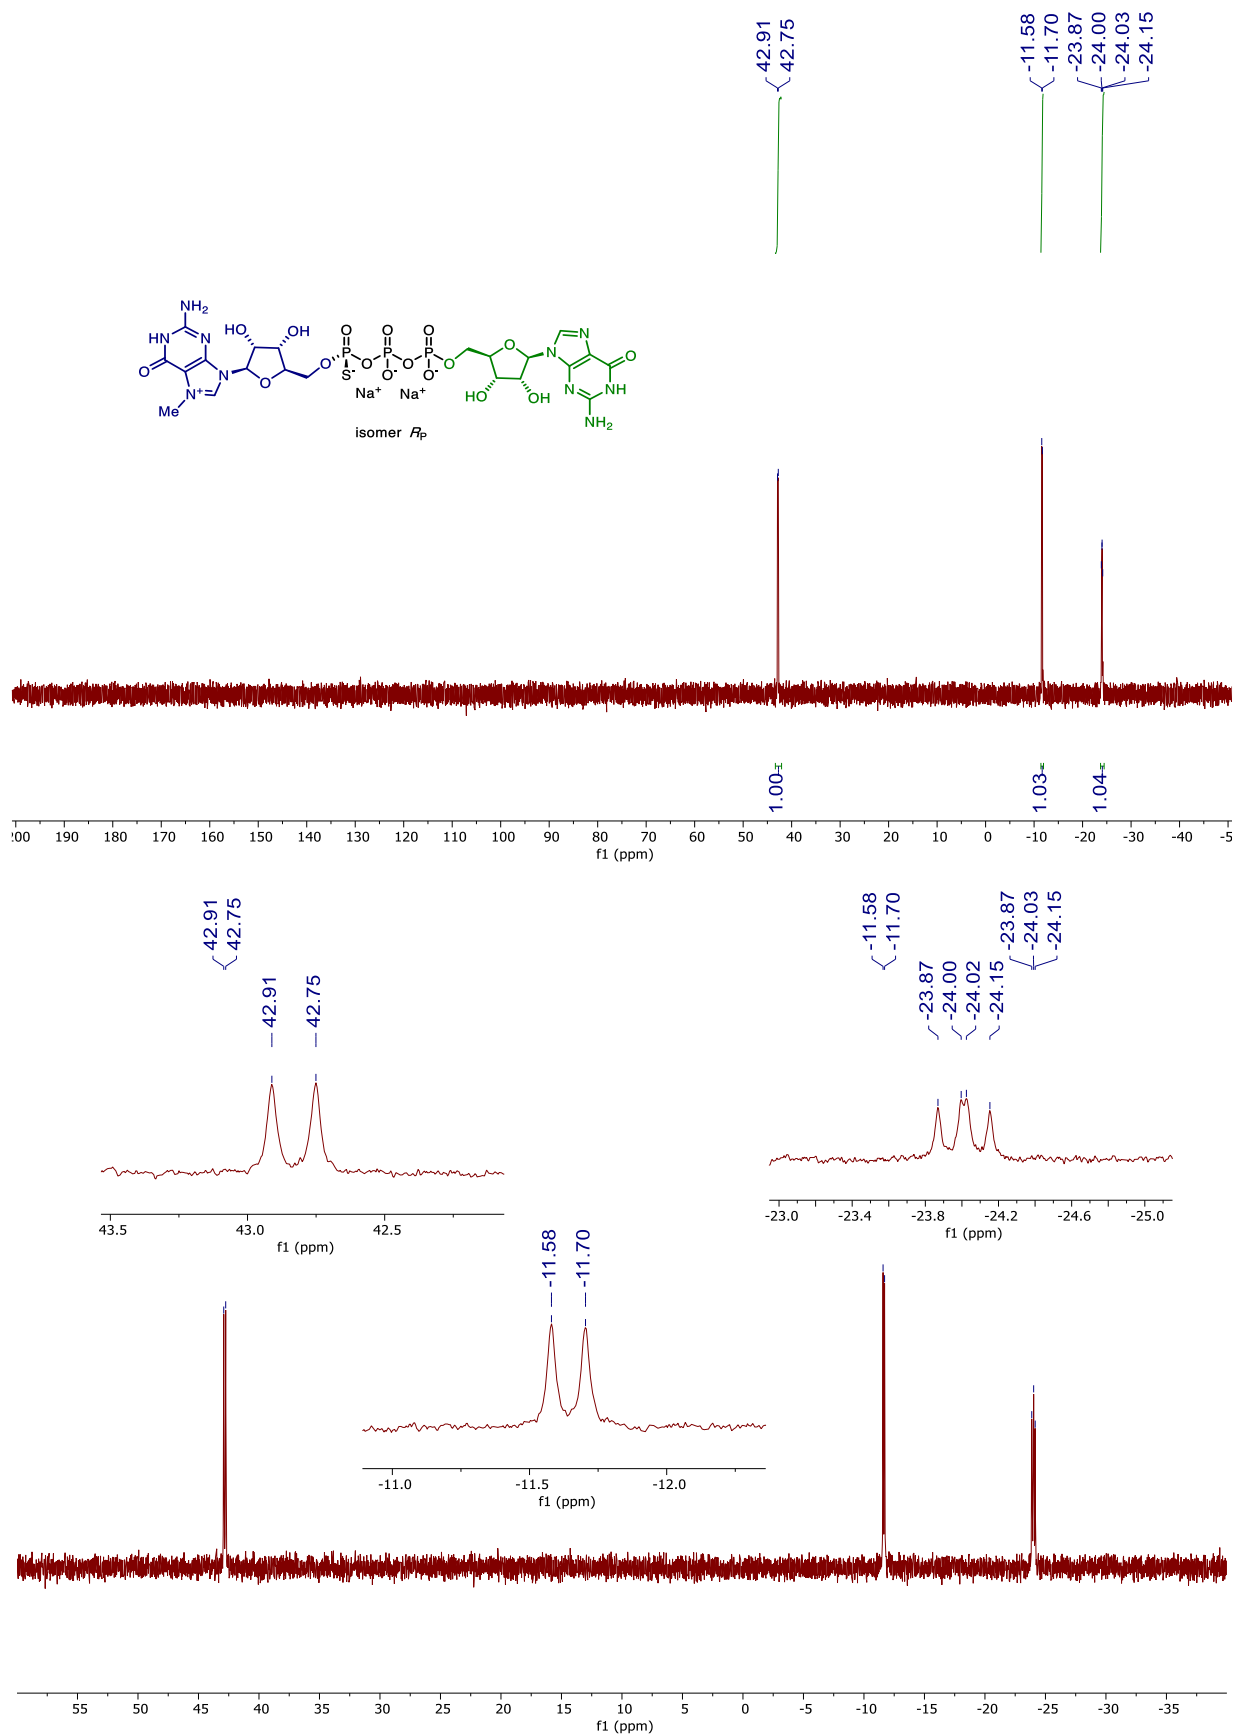 42.91
42.75
-11.58
-11.70
-23.87
-24.00
-24.03
-24.15
NH2
HN
N
HO
OH
O
O
O
O
N
O
O
P
O
P
O
P
O
N
N
O
N+
N
O
S-
O-
O-
HO
OH
N
NH
Me
Na+
Na+
NH2
isomer RP
1.00
1.03
1.04
200 190 180 170 160 150 140 130 120 110 100 90 80 70 60 50 40 30 20 10 0 -10 -20 -30 -40 -5
f1 (ppm)
42.91
42.75
-11.58
-11.70
-23.87
-24.03
-24.15
42.91
42.75
-23.87
-24.00
-24.02
-24.15
43.5 43.0 42.5
f1 (ppm)
-23.0 -23.4 -23.8 -24.2 -24.6 -25.0
f1 (ppm)
-11.58
-11.70
-11.0 -11.5 -12.0
f1 (ppm)
55 50 45 40 35 30 25 20 15 10 5 0 -5 -10 -15 -20 -25 -30 -35
f1 (ppm)